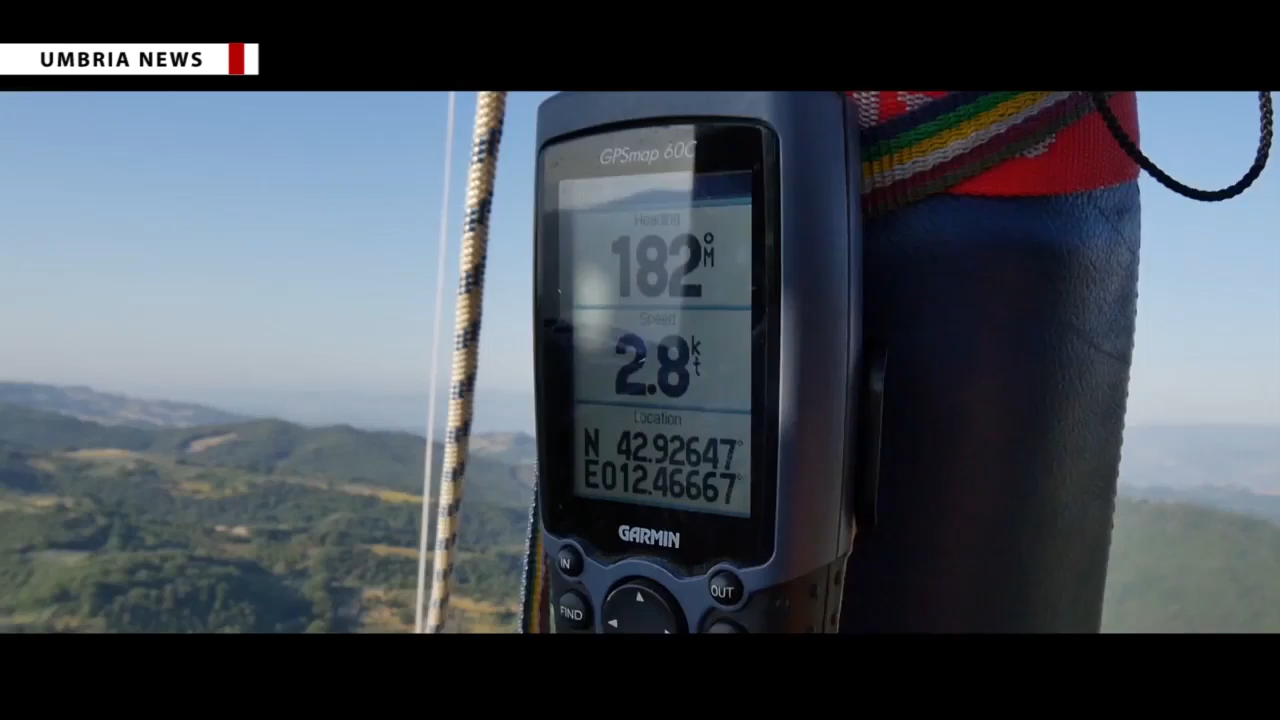 UMBRIA NEWS
GPSmap 60C
Heading
182°M
Speed
2.8kt
Location
N 42.92647°
E012.46667°
GARMIN
IN
OUT
FIND